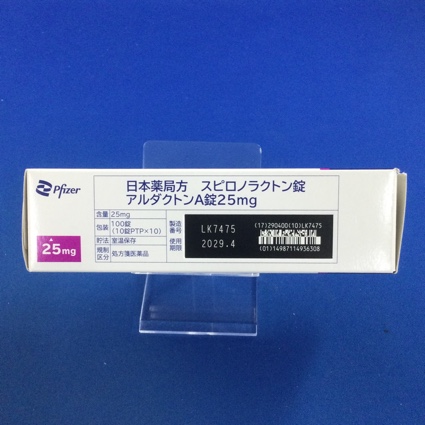 Pfizer
日本薬局方 スピロノラクトン錠
アルダクトンA錠25mg
25mg
含量 25mg
包装 100錠
(10錠PTP×10)
貯法 室温保存
規制区分 処方箋医薬品
製造番号 LK7475
使用期限 2029.4
(17)290400(10)LK7475
(01)14987114936308